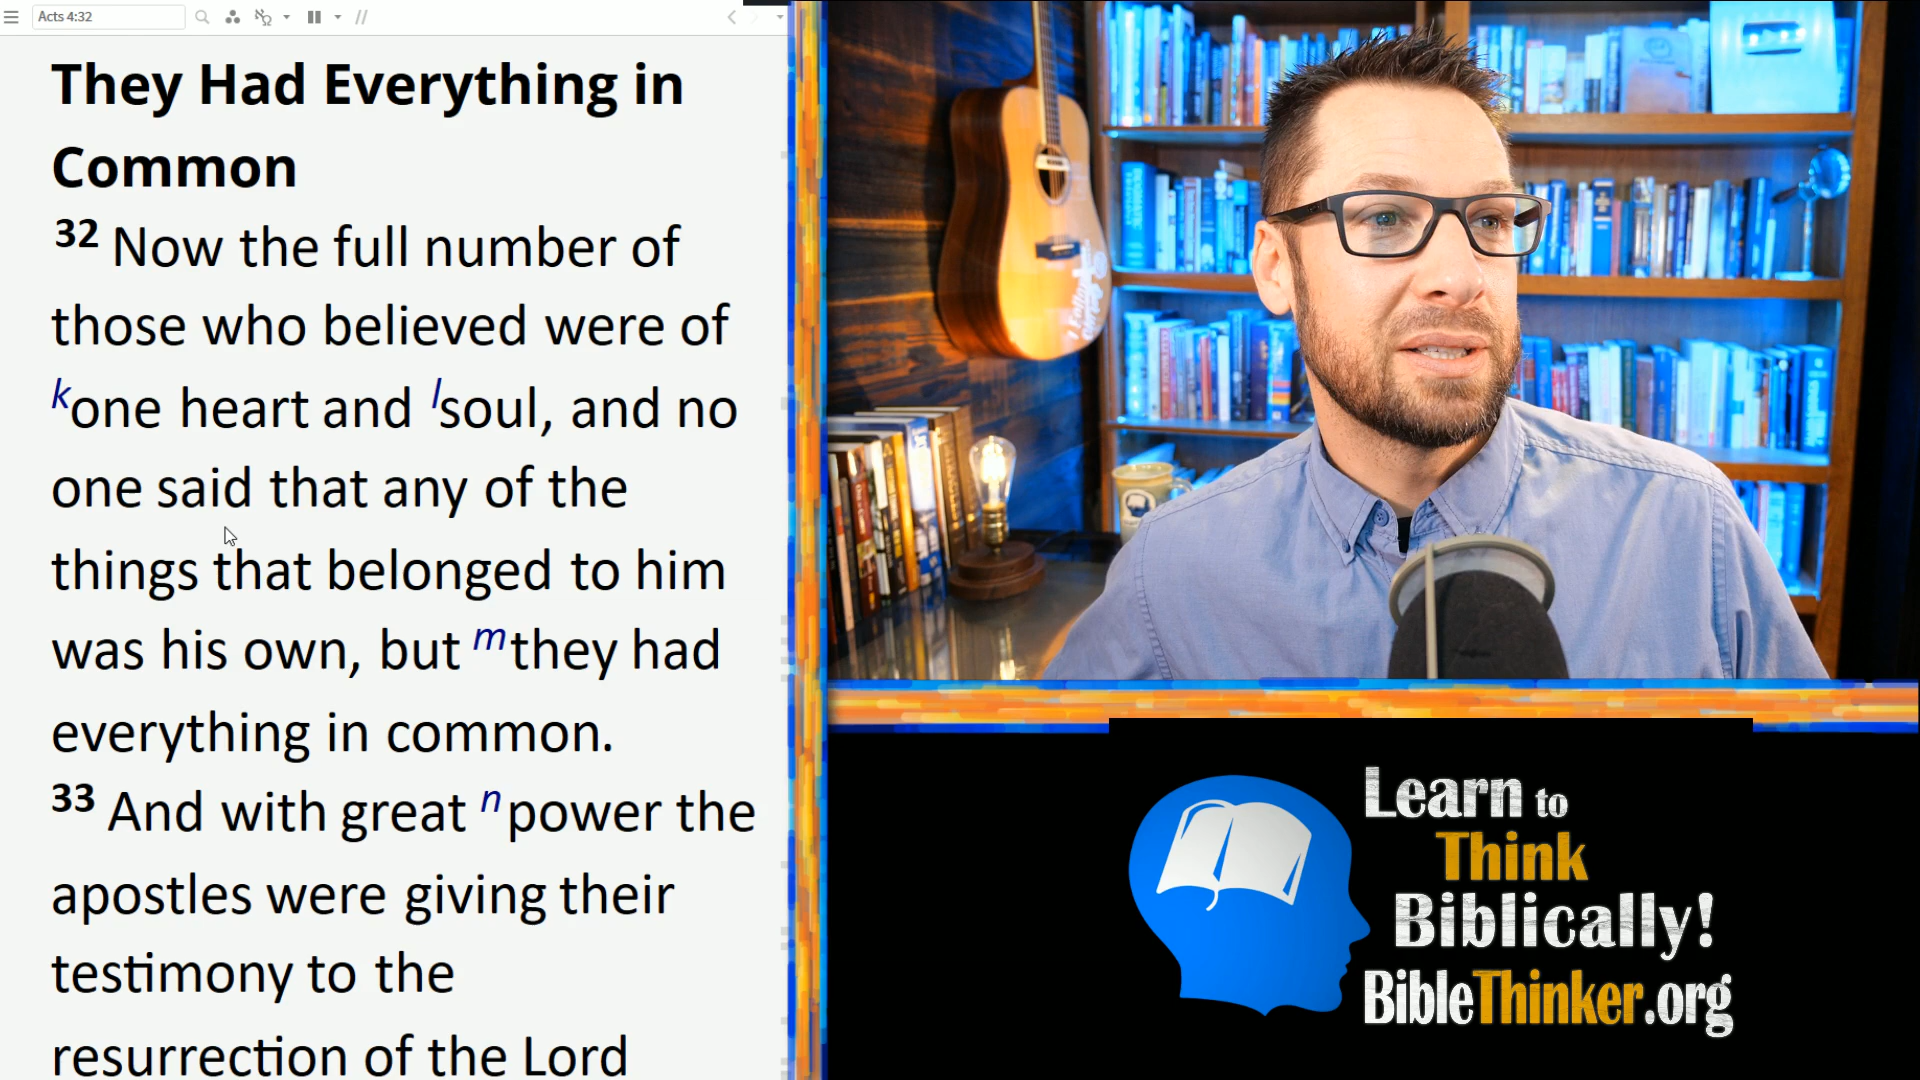 Acts 4:32
They Had Everything in
Common
32 Now the full number of
those who believed were of
kone heart and lsoul, and no
one said that any of the
things that belonged to him
was his own, but mthey had
everything in common.
33 And with great npower the
apostles were giving their
testimony to the
resurrection of the Lord
Learn to
Think
Biblically!
BibleThinker.org